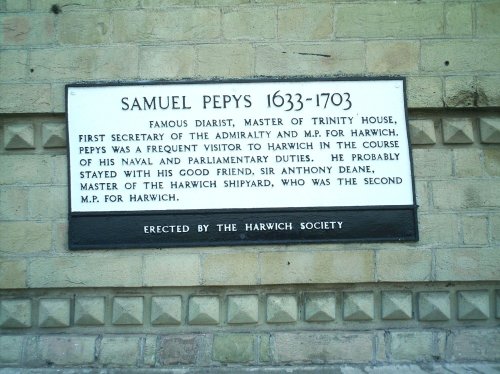 SAMUEL PEPYS 1633-1703
FAMOUS DIARIST, MASTER OF TRINITY HOUSE,
FIRST SECRETARY OF THE ADMIRALTY AND M.P. FOR HARWICH.
PEPYS WAS A FREQUENT VISITOR TO HARWICH IN THE COURSE
OF HIS NAVAL AND PARLIAMENTARY DUTIES. HE PROBABLY
STAYED WITH HIS GOOD FRIEND, SIR ANTHONY DEANE,
MASTER OF THE HARWICH SHIPYARD, WHO WAS THE SECOND
M.P. FOR HARWICH.
ERECTED BY THE HARWICH SOCIETY